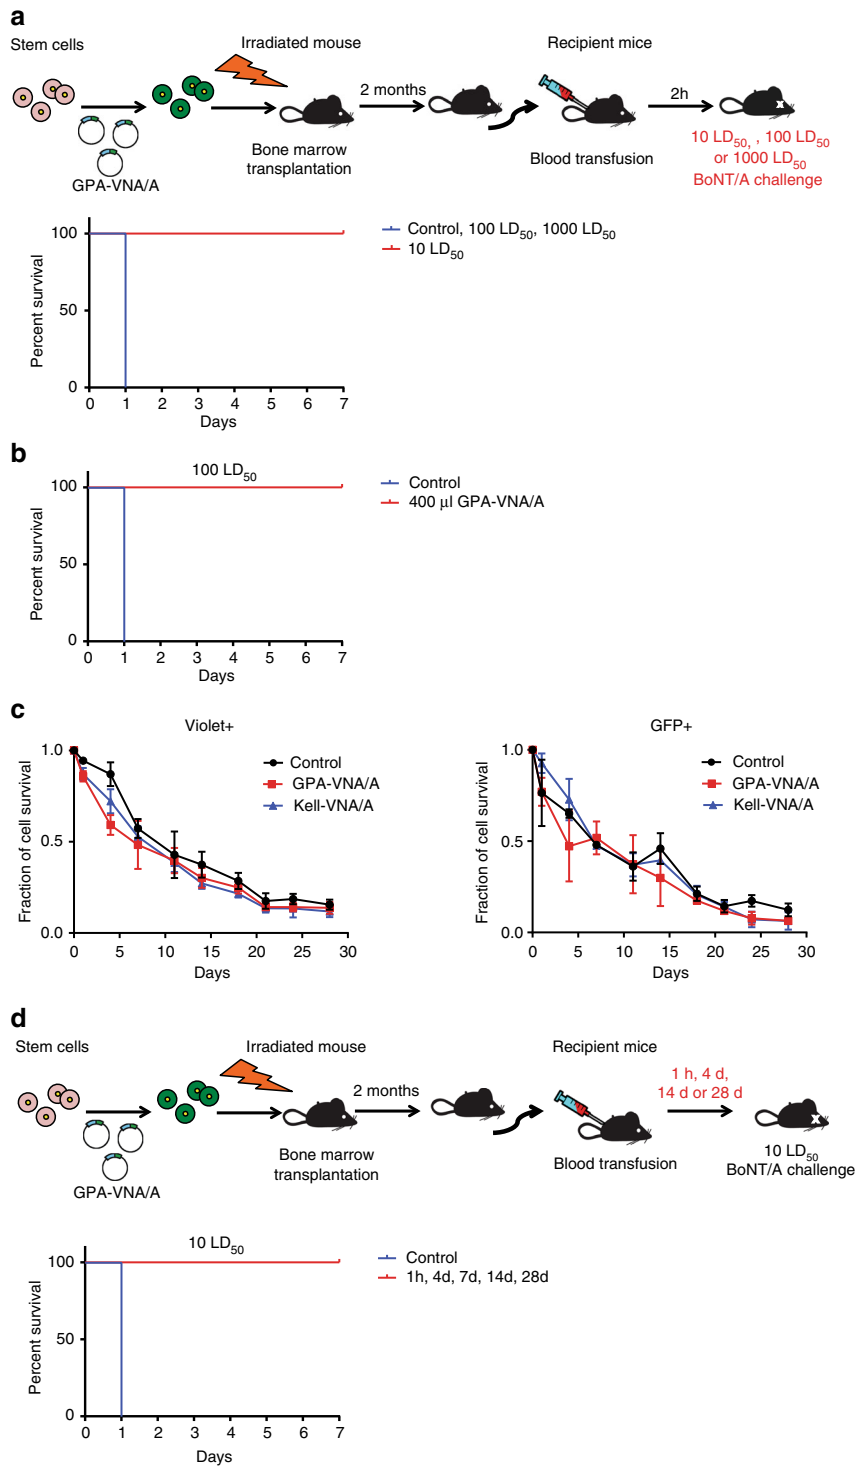 a
Stem cells
Irradiated mouse
Recipient mice
2 months
2h
GPA-VNA/A
Bone marrow
transplantation
Blood transfusion
10 LD50, , 100 LD50
or 1000 LD50
BoNT/A challenge
100
50
0
Percent survival
0 1 2 3 4 5 6 7
Days
Control, 100 LD50, 1000 LD50
10 LD50
b
100 LD50
100
50
0
Percent survival
0 1 2 3 4 5 6 7
Days
Control
400 μl GPA-VNA/A
c
Violet+
1.0
0.5
0.0
Fraction of cell survival
0 5 10 15 20 25 30
Days
Control
GPA-VNA/A
Kell-VNA/A
GFP+
1.0
0.5
0.0
Fraction of cell survival
0 5 10 15 20 25 30
Days
Control
GPA-VNA/A
Kell-VNA/A
d
Stem cells
Irradiated mouse
Recipient mice
2 months
1 h, 4 d,
14 d or 28 d
GPA-VNA/A
Bone marrow
transplantation
Blood transfusion
10 LD50
BoNT/A challenge
10 LD50
100
50
0
Percent survival
0 1 2 3 4 5 6 7
Days
Control
1h, 4d, 7d, 14d, 28d